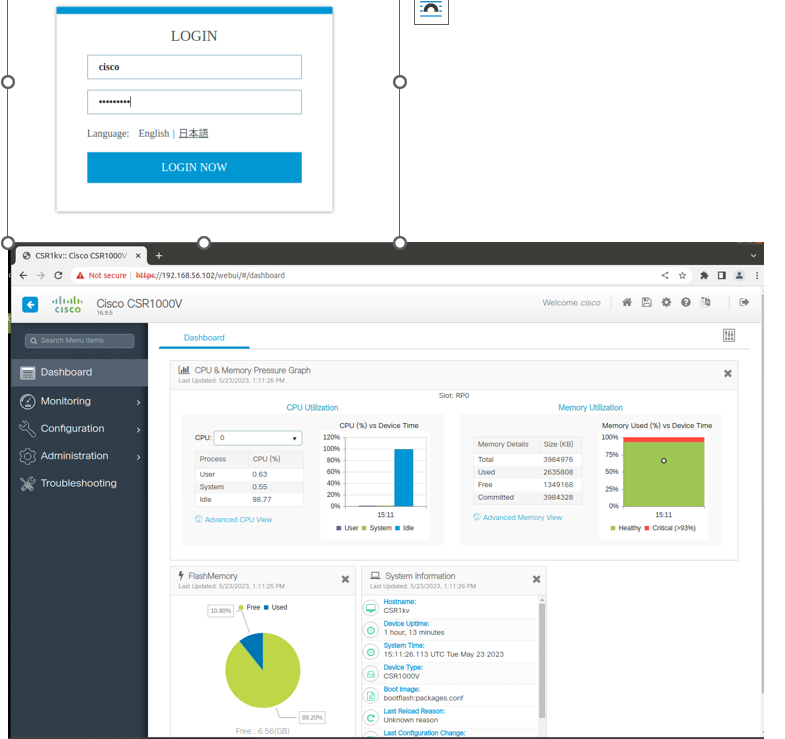 LOGIN
cisco
•••••••••
Language: English | 日本語
LOGIN NOW
CSR1kv:: Cisco CSR1000V
Not secure | https://192.168.56.102/webui/#/dashboard
cisco
Cisco CSR1000V
16.9.5
Welcome cisco
Search Menu Items
Dashboard
Monitoring
Configuration
Administration
Troubleshooting
Dashboard
CPU & Memory Pressure Graph
Last Updated: 5/23/2023, 1:11:26 PM
Slot: RP0
CPU Utilization
CPU: 0
Process CPU (%)
User 0.63
System 0.55
Idle 98.77
Advanced CPU View
CPU (%) vs Device Time
120%
100%
80%
60%
40%
20%
0%
15:11
User System Idle
Memory Utilization
Memory Details Size (KB)
Total 3984976
Used 2635808
Free 1349168
Committed 3984328
Advanced Memory View
Memory Used (%) vs Device Time
100%
75%
50%
25%
0%
15:11
Healthy Critical (>93%)
FlashMemory
Last Updated: 5/23/2023, 1:11:25 PM
Free Used
10.80%
89.20%
Free : 6.56(GB)
System Information
Last Updated: 5/23/2023, 1:11:26 PM
Hostname:
CSR1kv
Device Uptime:
1 hour, 13 minutes
System Time:
15:11:26.113 UTC Tue May 23 2023
Device Type:
CSR1000V
Boot Image:
bootflash:packages.conf
Last Reload Reason:
Unknown reason
Last Configuration Change: